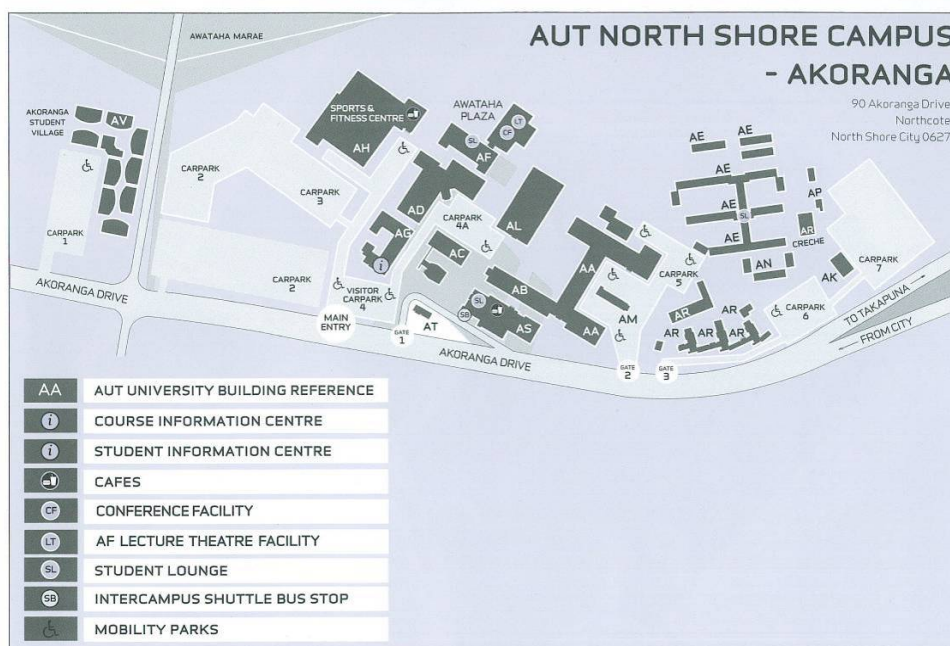 AUT NORTH SHORE CAMPUS
- AKORANGA
90 Akoranga Drive
Northcote
North Shore City 0627
AWATAHA MARAE
AKORANGA
STUDENT
VILLAGE
AV
CARPARK
1
CARPARK
2
CARPARK
3
CARPARK
2
SPORTS &
FITNESS CENTRE
AH
AWATAHA
PLAZA
LT
CF
SL
AF
AD
AG
i
CARPARK
4A
AC
AL
VISITOR
CARPARK
4
MAIN
ENTRY
GATE
1
AT
SL
SB
AS
AB
AA
AA
AM
CARPARK
5
AE
AE
AE
AE
AE
SL
AP
AR
CRECHE
AN
AK
CARPARK
7
CARPARK
6
AR
AR
AR
AR
GATE
2
GATE
3
AKORANGA DRIVE
AKORANGA DRIVE
TO TAKAPUNA
FROM CITY
AA AUT UNIVERSITY BUILDING REFERENCE
i COURSE INFORMATION CENTRE
i STUDENT INFORMATION CENTRE
CAFES
CF CONFERENCE FACILITY
LT AF LECTURE THEATRE FACILITY
SL STUDENT LOUNGE
SB INTERCAMPUS SHUTTLE BUS STOP
MOBILITY PARKS